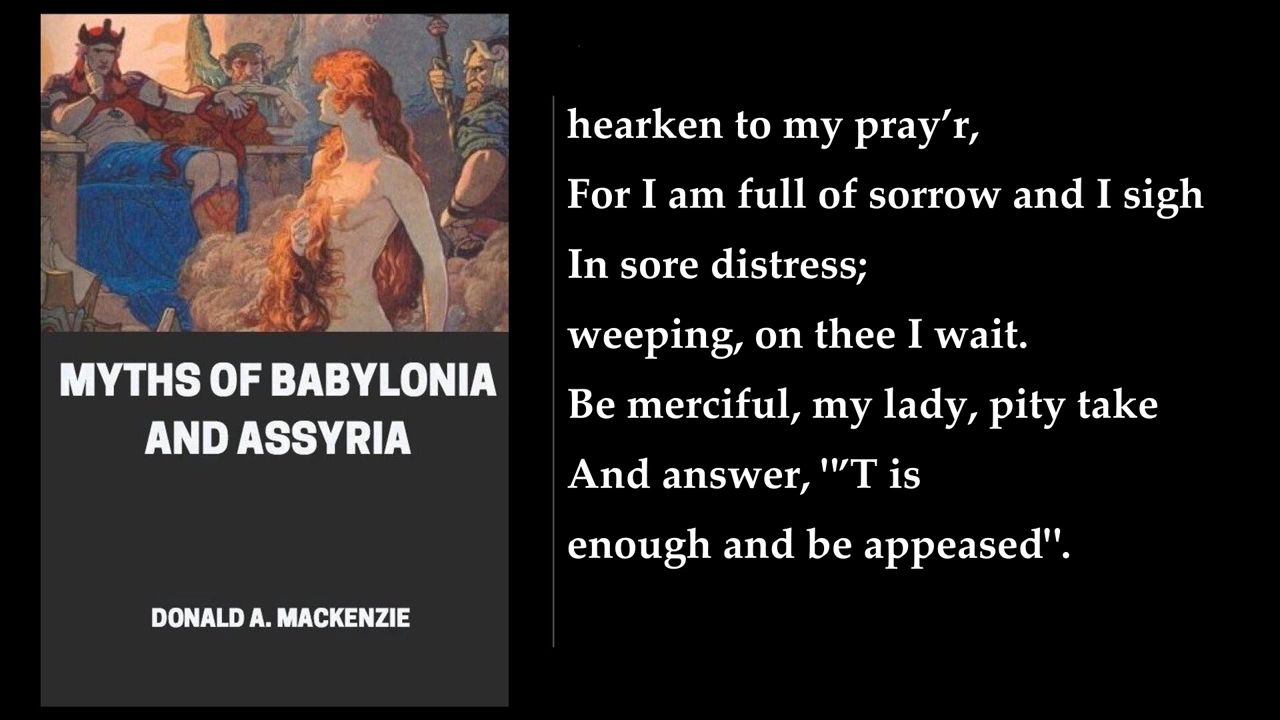 MYTHS OF BABYLONIA
AND ASSYRIA
DONALD A. MACKENZIE
hearken to my pray’r,
For I am full of sorrow and I sigh
In sore distress;
weeping, on thee I wait.
Be merciful, my lady, pity take
And answer, "’T is
enough and be appeased".